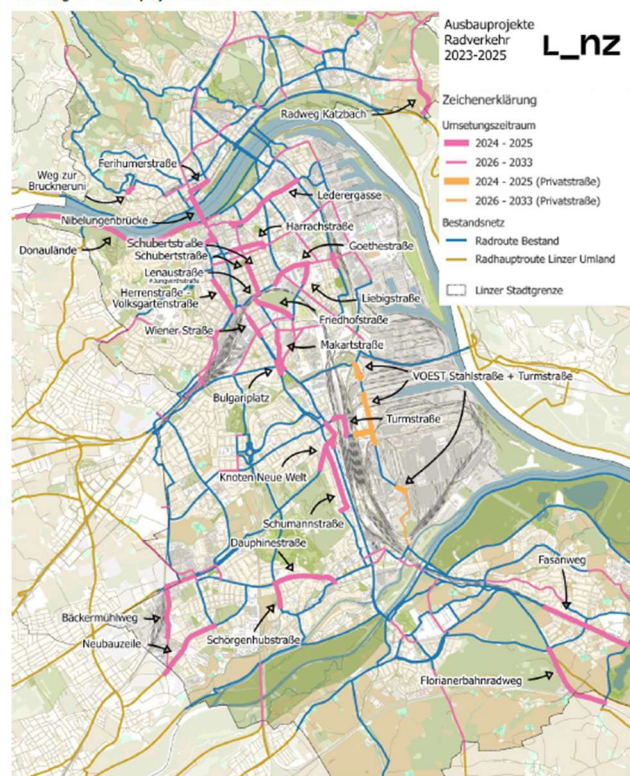 Ausbauprojekte
Radverkehr
2023-2025
L_nz
Zeichenerklärung
Umsetungszeitraum
2024 - 2025
2026 - 2033
2024 - 2025 (Privatstraße)
2026 - 2033 (Privatstraße)
Bestandsnetz
Radroute Bestand
Radhauptroute Linzer Umland
Linzer Stadtgrenze
Radweg Katzbach
Ferihumerstraße
Weg zur
Bruckneruni
Nibelungenbrücke
Donaulände
Ledererergasse
Harrachstraße
Schubertstraße
Schubertstraße
Goethestraße
Lenaustraße
Herrenstraße -
Volksgartenstraße
Liebigstraße
Friedhofstraße
Wiener Straße
Makartstraße
Bulgariplatz
VOEST Stahlstraße + Turmstraße
Turmstraße
Knoten Neue Welt
Schumannstraße
Dauphinestraße
Fasanweg
Bäckermühlweg
Neubauzeile
Schörgenhubstraße
Florianerbahnradweg